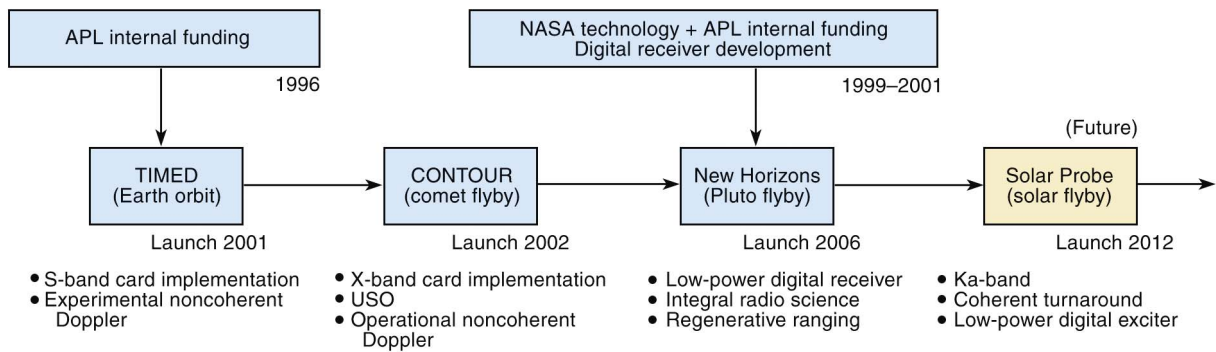 APL internal funding
1996
NASA technology + APL internal funding
Digital receiver development
1999–2001
(Future)
TIMED
(Earth orbit)
CONTOUR
(comet flyby)
New Horizons
(Pluto flyby)
Solar Probe
(solar flyby)
Launch 2001
Launch 2002
Launch 2006
Launch 2012
• S-band card implementation
• Experimental noncoherent
Doppler
• X-band card implementation
• USO
• Operational noncoherent
Doppler
• Low-power digital receiver
• Integral radio science
• Regenerative ranging
• Ka-band
• Coherent turnaround
• Low-power digital exciter